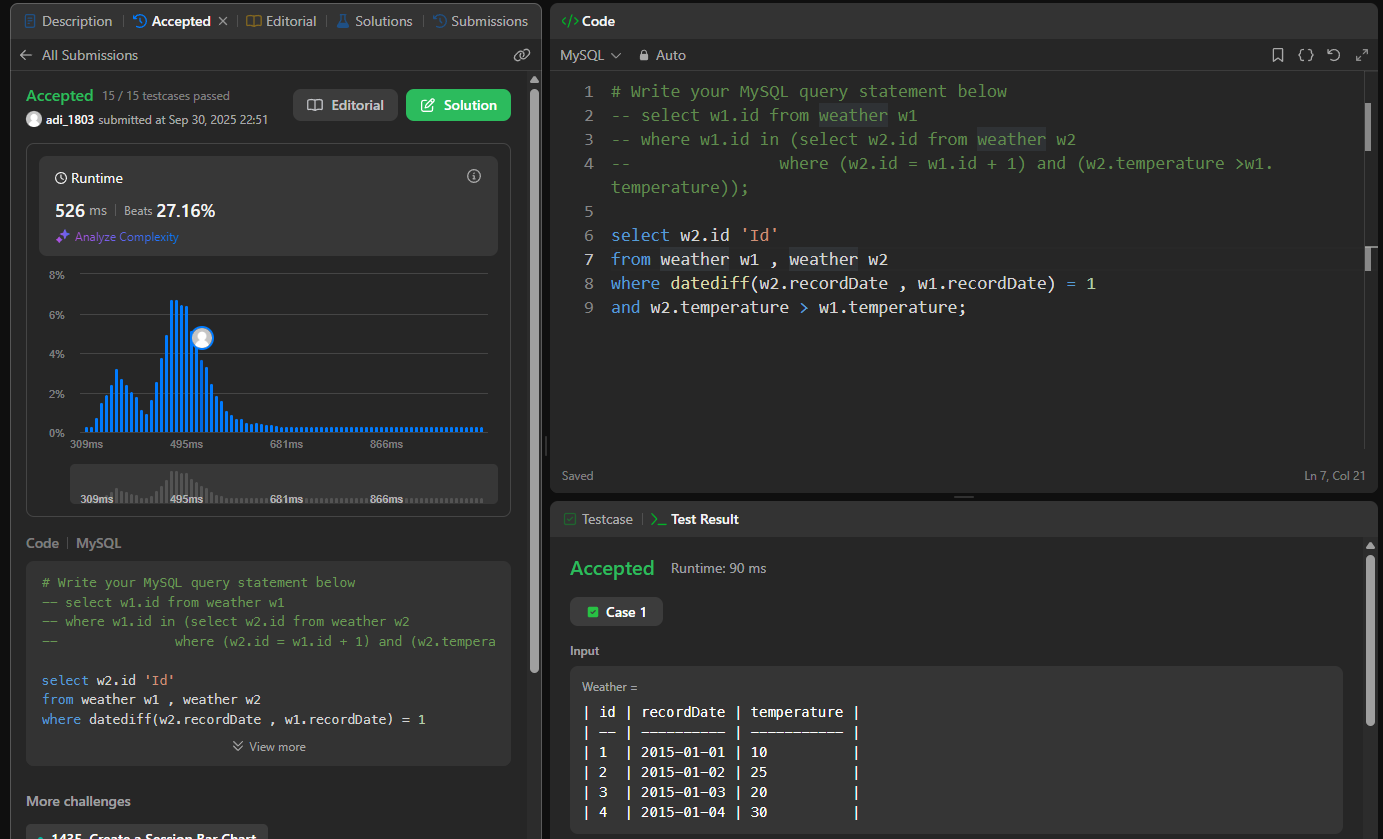 Description
Accepted
Editorial
Solutions
Submissions
All Submissions
Accepted 15 / 15 testcases passed
adi_1803 submitted at Sep 30, 2025 22:51
Editorial
Solution
Runtime
526 ms | Beats 27.16%
Analyze Complexity
8%
6%
4%
2%
0%
309ms 495ms 681ms 866ms
309ms 495ms 681ms 866ms
Code | MySQL
# Write your MySQL query statement below
-- select w1.id from weather w1
-- where w1.id in (select w2.id from weather w2
--               where (w2.id = w1.id + 1) and (w2.tempera
select w2.id 'Id'
from weather w1 , weather w2
where datediff(w2.recordDate , w1.recordDate) = 1
View more
More challenges
1435. Create a Session Bar Chart
</> Code
MySQL
Auto
1 # Write your MySQL query statement below
2 -- select w1.id from weather w1
3 -- where w1.id in (select w2.id from weather w2
4 --               where (w2.id = w1.id + 1) and (w2.temperature >w1.
temperature));
5
6 select w2.id 'Id'
7 from weather w1 , weather w2
8 where datediff(w2.recordDate , w1.recordDate) = 1
9 and w2.temperature > w1.temperature;
Saved
Ln 7, Col 21
Testcase | >_ Test Result
Accepted Runtime: 90 ms
Case 1
Input
Weather =
| id | recordDate | temperature |
| -- | ---------- | ----------- |
| 1 | 2015-01-01 | 10 |
| 2 | 2015-01-02 | 25 |
| 3 | 2015-01-03 | 20 |
| 4 | 2015-01-04 | 30 |